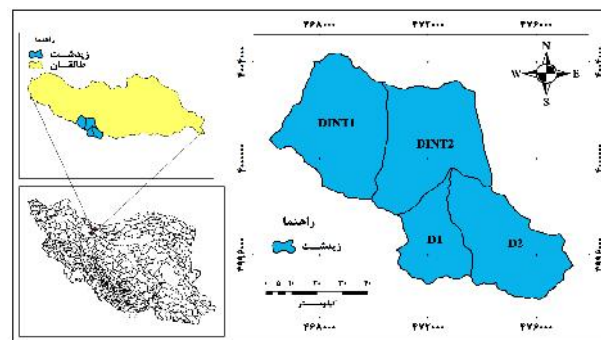 راهنما
زیدشت
طالقان
۴۶۸۰۰۰ ۴۷۲۰۰۰ ۴۷۶۰۰۰
N
W E
S
DINT1
DINT2
D1
D2
راهنما
زیدشت
کیلومتر
۴۶۸۰۰۰ ۴۷۲۰۰۰ ۴۷۶۰۰۰